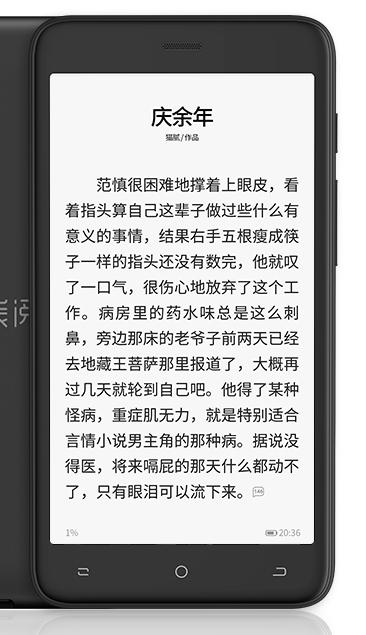 庆余年
猫腻/作品
范慎很困难地撑着上眼皮，看
着指头算自己这辈子做过些什么有
意义的事情，结果右手五根瘦成筷
子一样的指头还没有数完，他就叹
了一口气，很伤心地放弃了这个工
作。病房里的药水味总是这么刺
鼻，旁边那床的老爷子前两天已经
去地藏王菩萨那里报道了，大概再
过几天就轮到自己吧。他得了某种
怪病，重症肌无力，就是特别适合
言情小说男主角的那种病。据说没
得医，将来嗝屁的那天什么都动不
了，只有眼泪可以流下来。146
1%
20:36